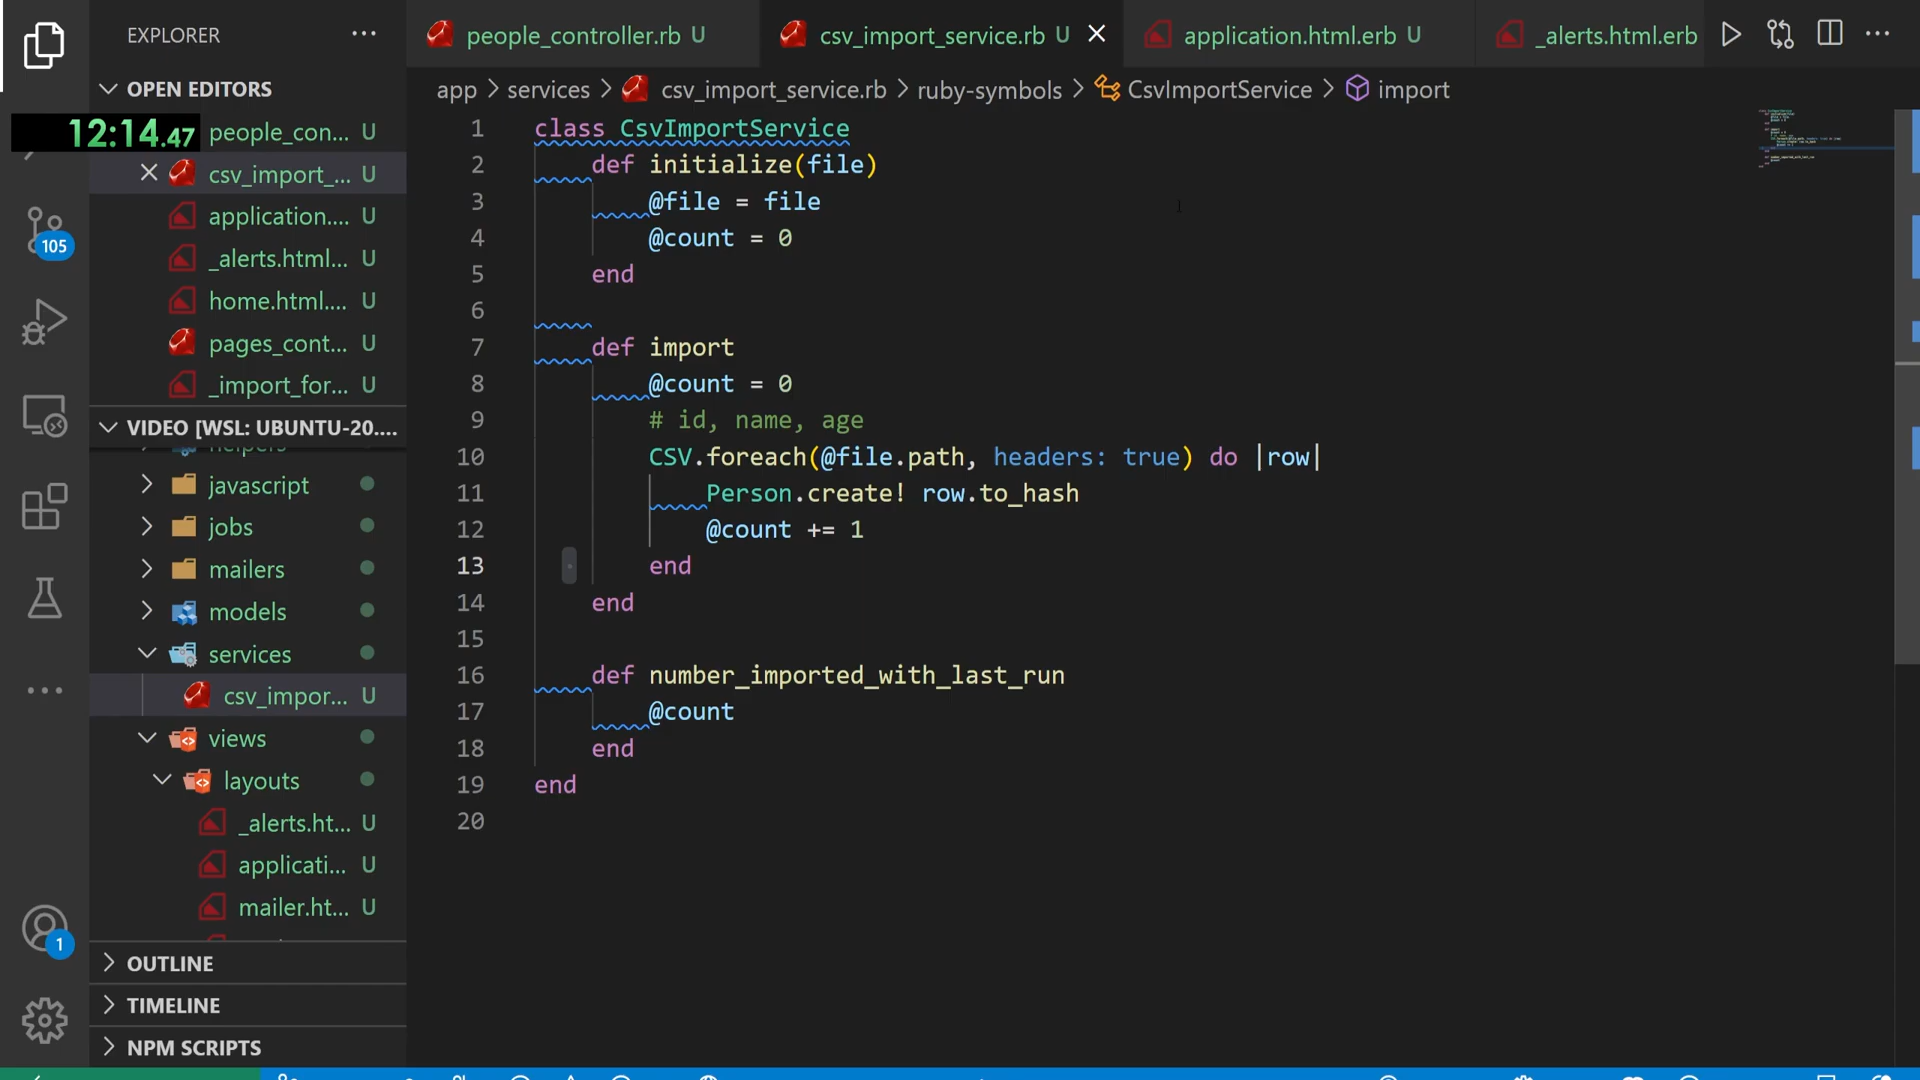 EXPLORER
people_controller.rb U
csv_import_service.rb U
application.html.erb U
_alerts.html.erb
OPEN EDITORS
app > services > csv_import_service.rb > ruby-symbols > CsvImportService > import
12:14.47
people_con... U
csv_import_... U
application.... U
_alerts.html... U
home.html.... U
pages_cont... U
_import_for... U
105
VIDEO [WSL: UBUNTU-20....
helpers
javascript
jobs
mailers
models
services
csv_impor... U
views
layouts
_alerts.ht... U
applicati... U
mailer.ht... U
1
OUTLINE
TIMELINE
NPM SCRIPTS
1 class CsvImportService
2 def initialize(file)
3 @file = file
4 @count = 0
5 end
6
7 def import
8 @count = 0
9 # id, name, age
10 CSV.foreach(@file.path, headers: true) do |row|
11 Person.create! row.to_hash
12 @count += 1
13 end
14 end
15
16 def number_imported_with_last_run
17 @count
18 end
19 end
20